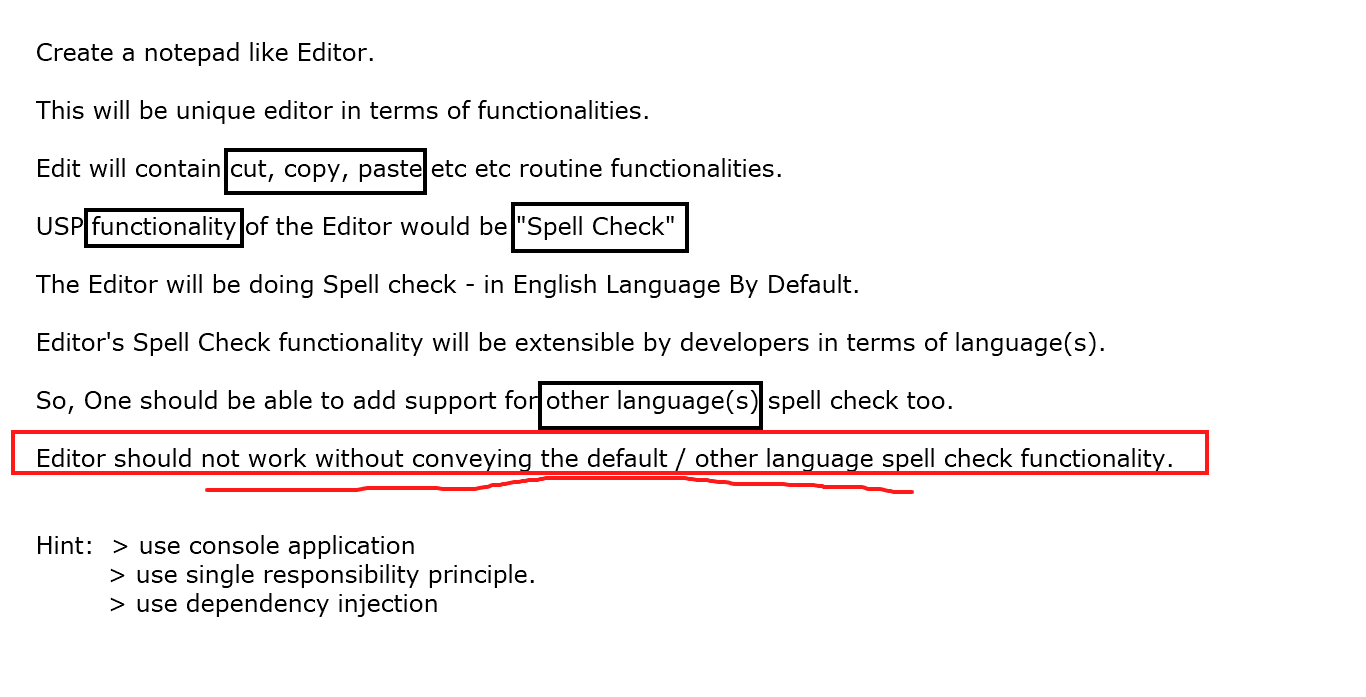 Create a notepad like Editor.
This will be unique editor in terms of functionalities.
Edit will contain cut, copy, paste etc etc routine functionalities.
USP functionality of the Editor would be "Spell Check"
The Editor will be doing Spell check - in English Language By Default.
Editor's Spell Check functionality will be extensible by developers in terms of language(s).
So, One should be able to add support for other language(s) spell check too.
Editor should not work without conveying the default / other language spell check functionality.
Hint: > use console application
> use single responsibility principle.
> use dependency injection